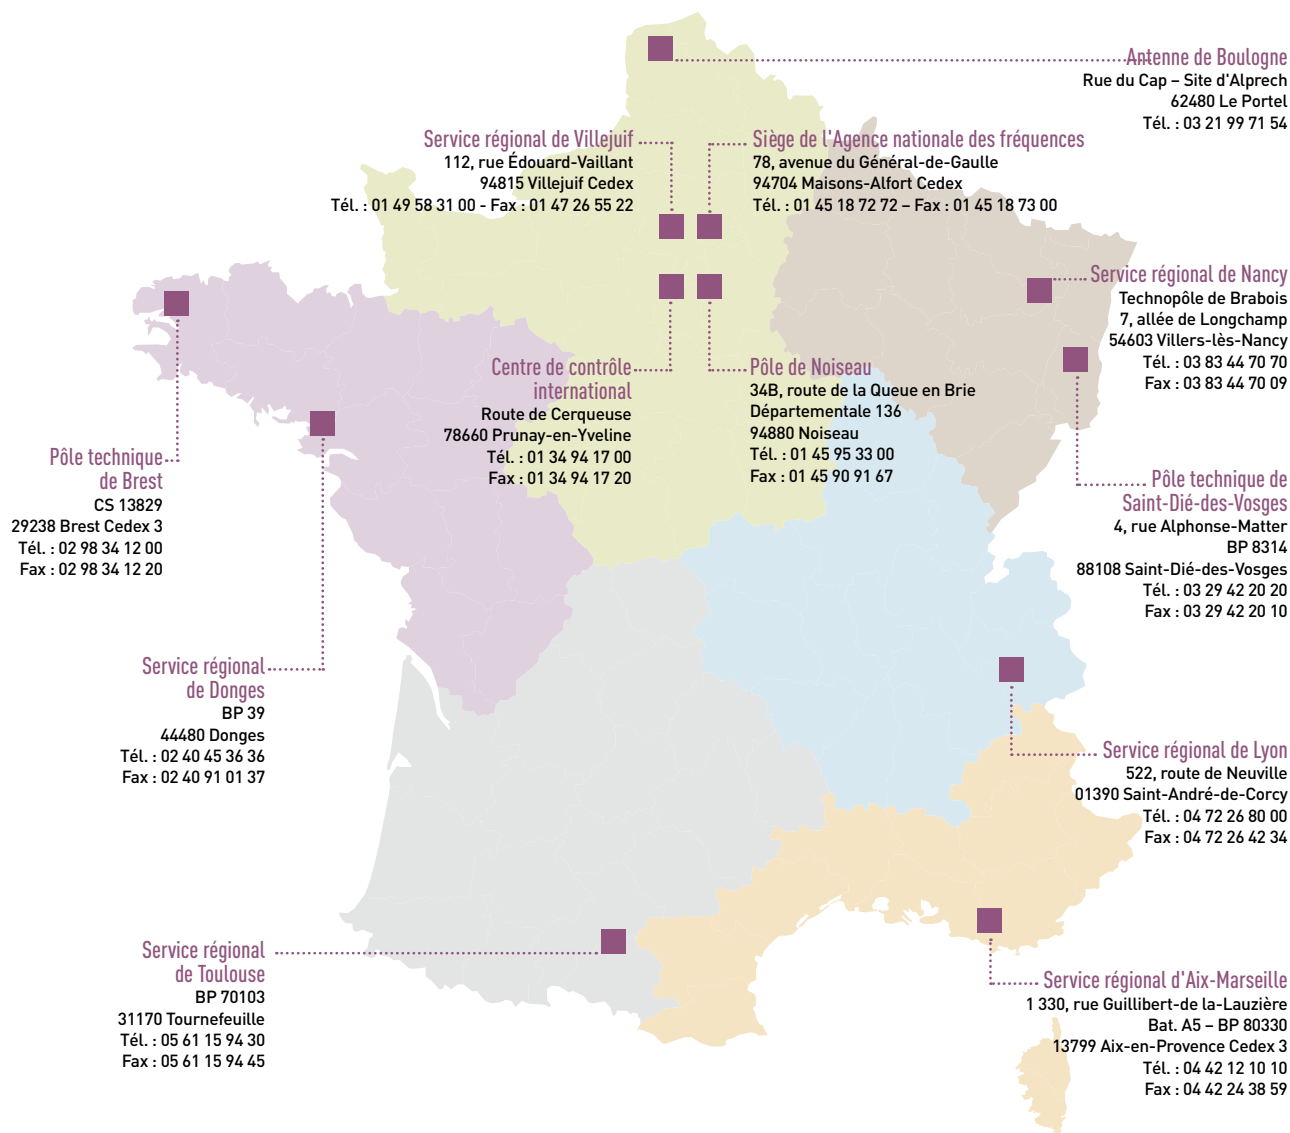 Antenne de Boulogne
Rue du Cap – Site d'Alprech
62480 Le Portel
Tél. : 03 21 99 71 54
Service régional de Villejuif
112, rue Édouard-Vaillant
94815 Villejuif Cedex
Tél. : 01 49 58 31 00 - Fax : 01 47 26 55 22
Siège de l'Agence nationale des fréquences
78, avenue du Général-de-Gaulle
94704 Maisons-Alfort Cedex
Tél. : 01 45 18 72 72 – Fax : 01 45 18 73 00
Service régional de Nancy
Technopôle de Brabois
7, allée de Longchamp
54603 Villers-lès-Nancy
Tél. : 03 83 44 70 70
Fax : 03 83 44 70 09
Centre de contrôle
international
Route de Cerqueuse
78660 Prunay-en-Yveline
Tél. : 01 34 94 17 00
Fax : 01 34 94 17 20
Pôle de Noiseau
34B, route de la Queue en Brie
Départementale 136
94880 Noiseau
Tél. : 01 45 95 33 00
Fax : 01 45 90 91 67
Pôle technique
de Brest
CS 13829
29238 Brest Cedex 3
Tél. : 02 98 34 12 00
Fax : 02 98 34 12 20
Pôle technique de
Saint-Dié-des-Vosges
4, rue Alphonse-Matter
BP 8314
88108 Saint-Dié-des-Vosges
Tél. : 03 29 42 20 20
Fax : 03 29 42 20 10
Service régional
de Donges
BP 39
44480 Donges
Tél. : 02 40 45 36 36
Fax : 02 40 91 01 37
Service régional de Lyon
522, route de Neuville
01390 Saint-André-de-Corcy
Tél. : 04 72 26 80 00
Fax : 04 72 26 42 34
Service régional
de Toulouse
BP 70103
31170 Tournefeuille
Tél. : 05 61 15 94 30
Fax : 05 61 15 94 45
Service régional d'Aix-Marseille
1 330, rue Guillibert-de la-Lauzière
Bat. A5 – BP 80330
13799 Aix-en-Provence Cedex 3
Tél. : 04 42 12 10 10
Fax : 04 42 24 38 59